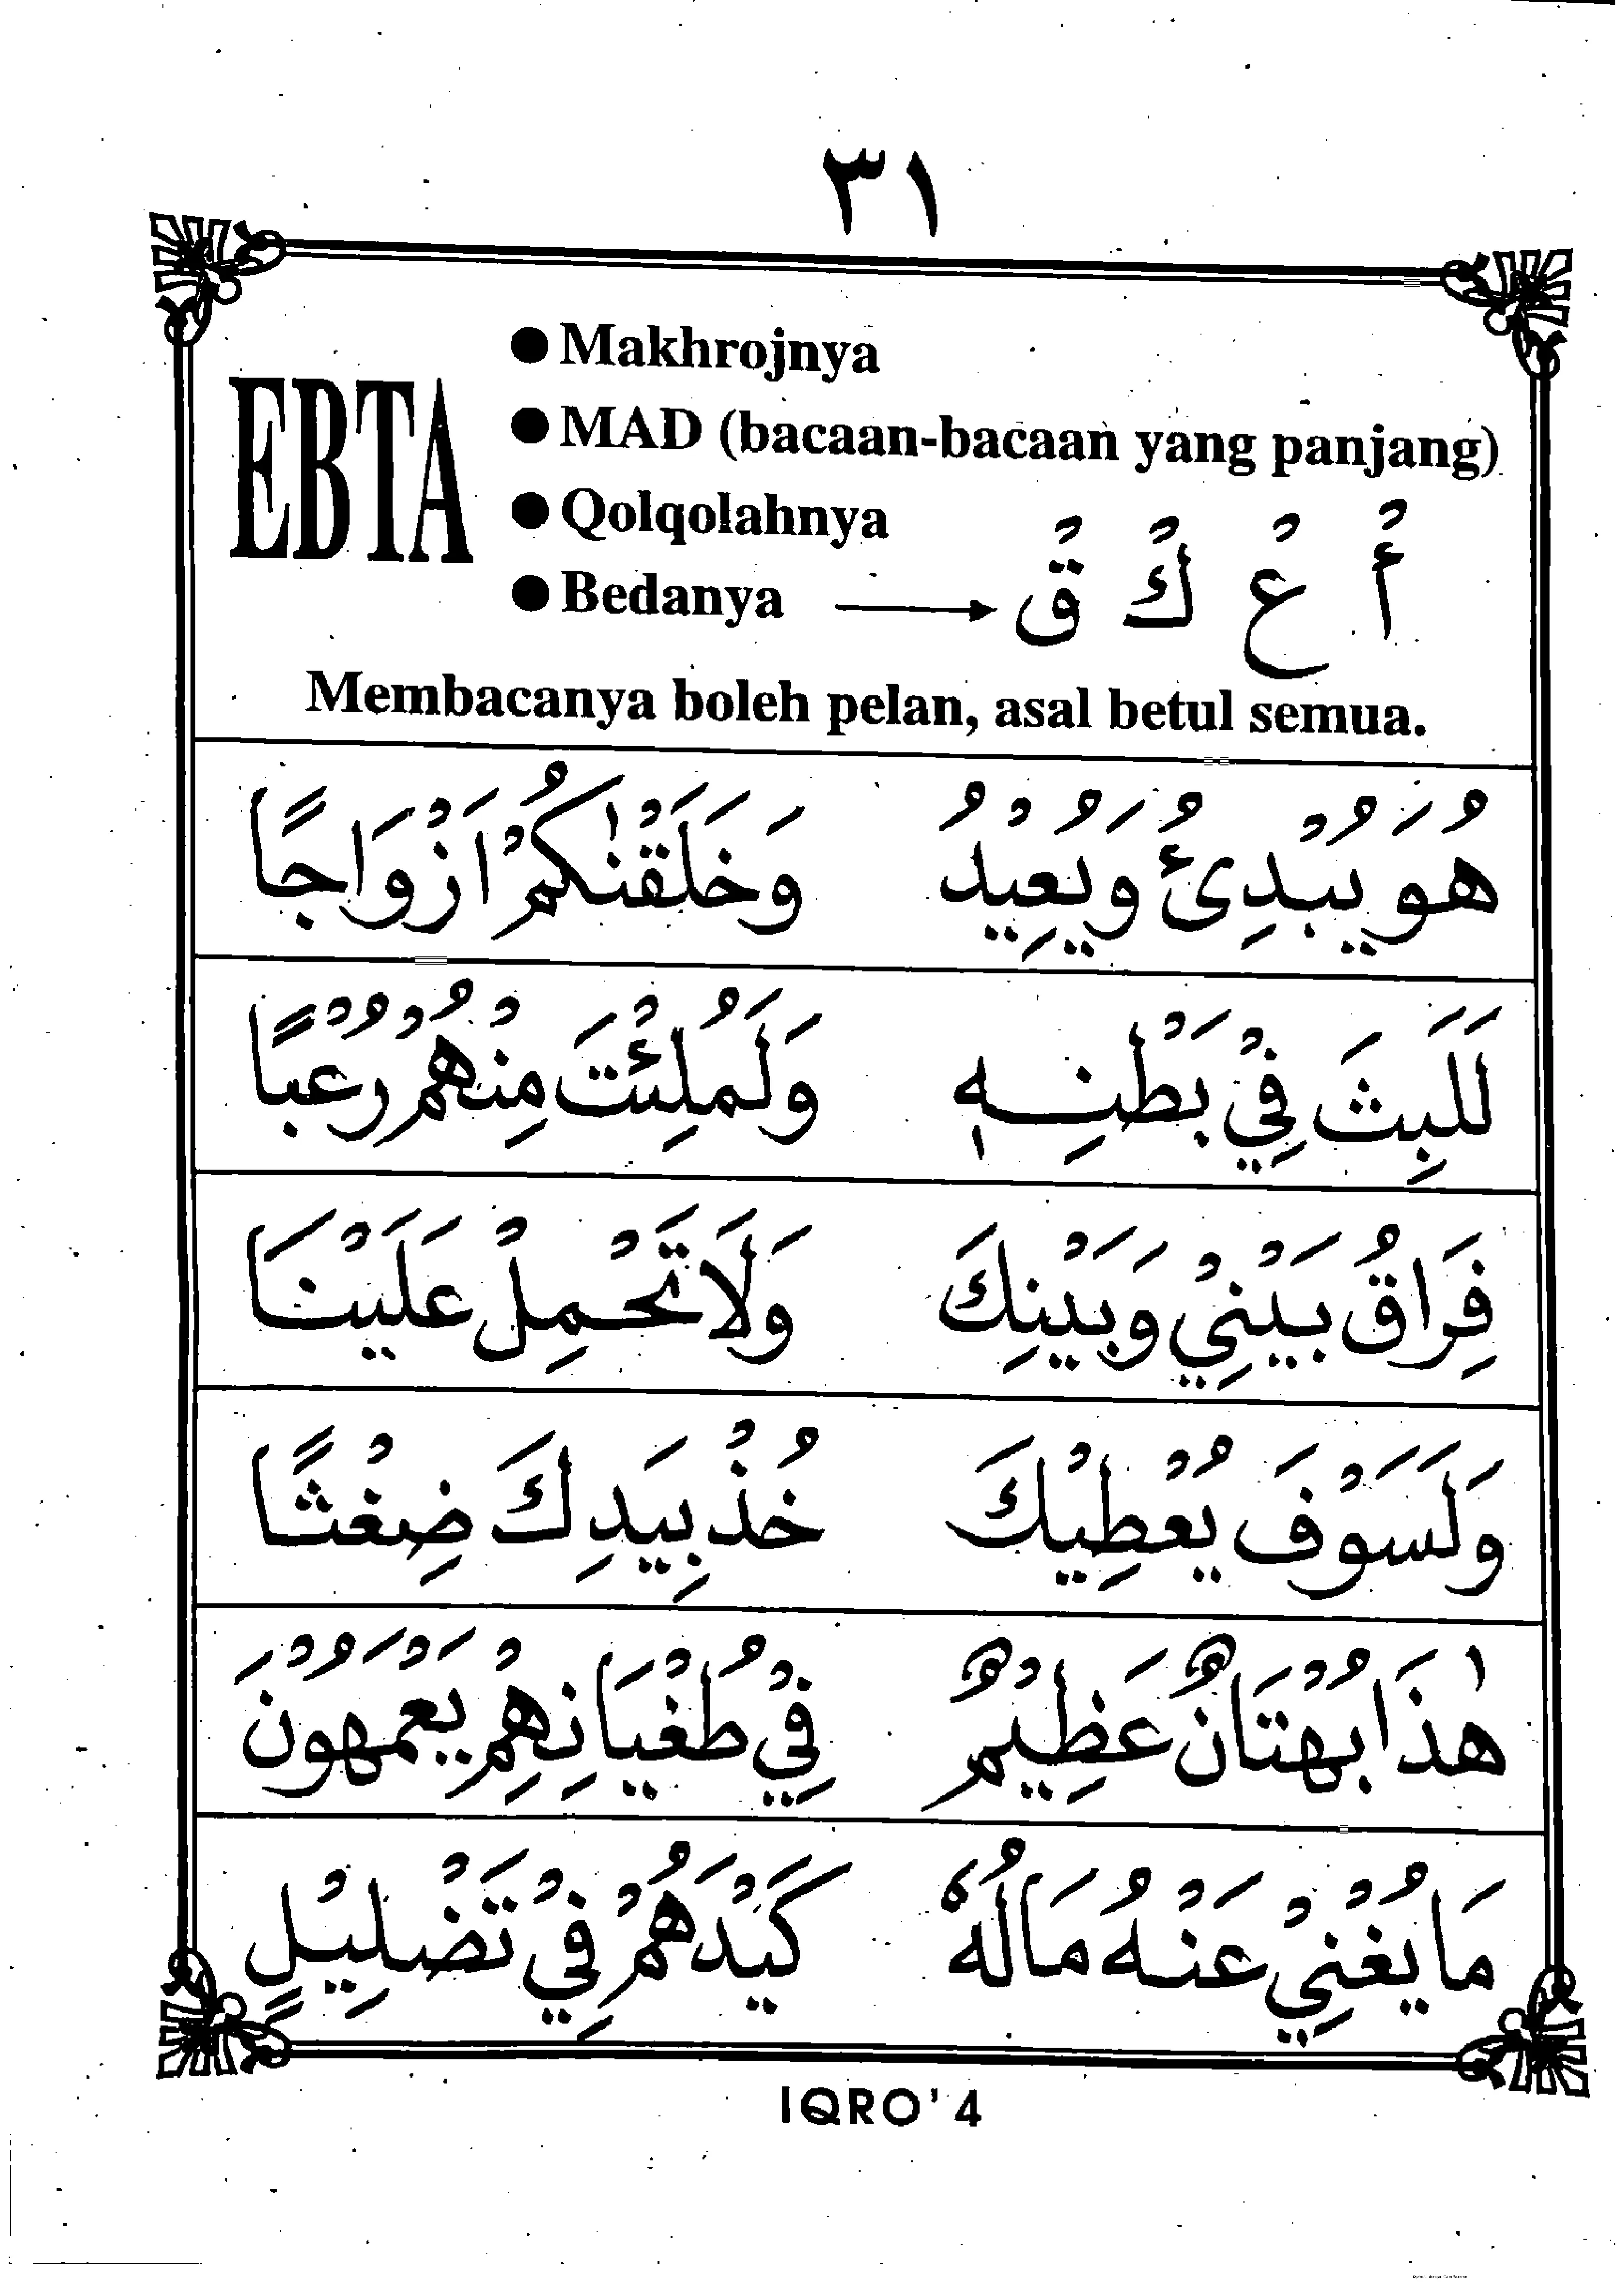 ٣١
EBTA
● Makhrojnya
● MAD (bacaan-bacaan yang panjang)
● Qolqolahnya
● Bedanya → أُ عُ كُ قُ
Membacanya boleh pelan, asal betul semua.
هُوَ يُبْدِئُ وَيُعِيْدُ وَخَلَقْنٰكُمْ اَزْوَاجًا
لَلَبِثَ فِيْ بَطْنِهٖ وَلَمُلِئْتَ مِنْهُمْ رُعْبًا
فِرَاقُ بَيْنِيْ وَبَيْنِكَ وَلَا تَحْمِلْ عَلَيْنَا
وَلَسَوْفَ يُعْطِيْكَ خُذْ بِيَدِكَ ضِغْثًا
هٰذَا بُهْتَانٌ عَظِيْمٌ فِيْ طُغْيَانِهِمْ يَعْمَهُوْنَ
مَا يُغْنِيْ عَنْهُ مَالُهٗ كَيْدَهُمْ فِيْ تَضْلِيْلٍ
IQRO' 4